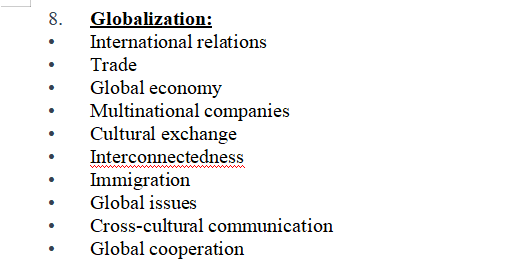 8. Globalization:
• International relations
• Trade
• Global economy
• Multinational companies
• Cultural exchange
• Interconnectedness
• Immigration
• Global issues
• Cross-cultural communication
• Global cooperation